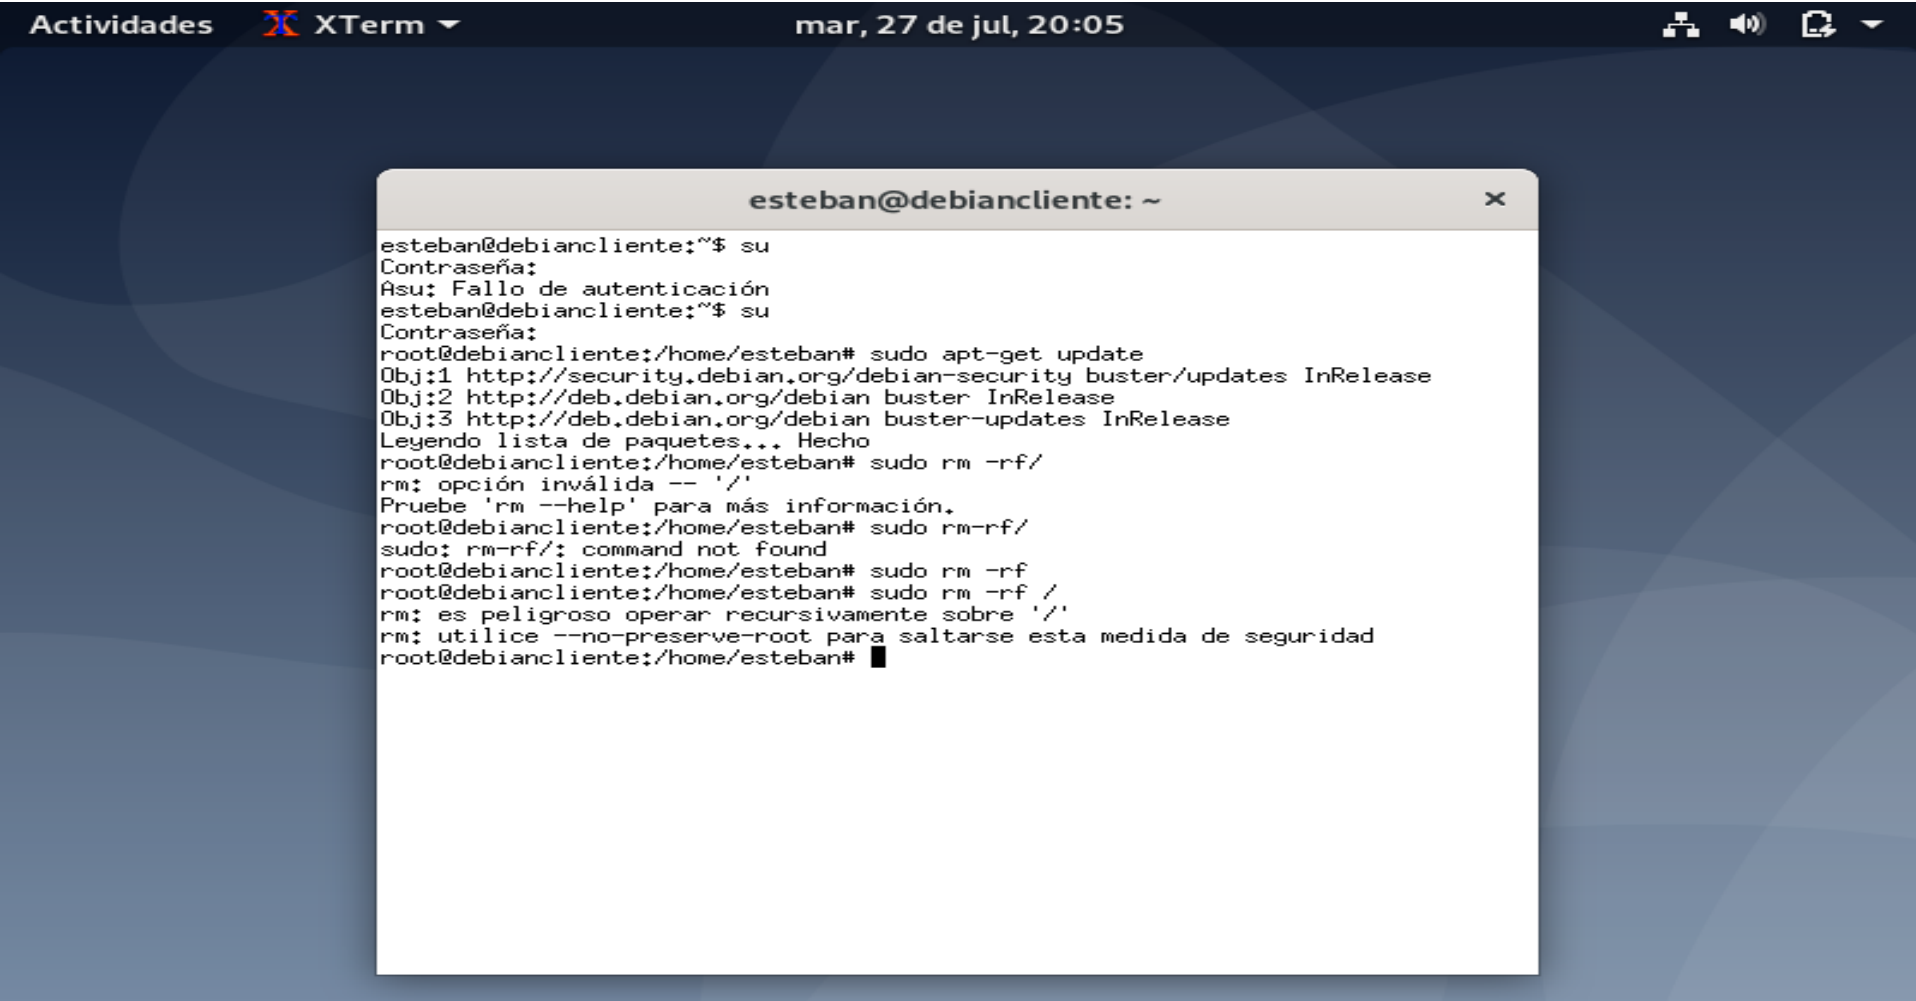 Actividades XTerm mar, 27 de jul, 20:05
esteban@debiancliente: ~ ×
esteban@debiancliente:~$ su
Contraseña:
Asu: Fallo de autenticación
esteban@debiancliente:~$ su
Contraseña:
root@debiancliente:/home/esteban# sudo apt-get update
Obj:1 http://security.debian.org/debian-security buster/updates InRelease
Obj:2 http://deb.debian.org/debian buster InRelease
Obj:3 http://deb.debian.org/debian buster-updates InRelease
Leyendo lista de paquetes... Hecho
root@debiancliente:/home/esteban# sudo rm -rf/
rm: opción inválida -- '/'
Pruebe 'rm --help' para más información.
root@debiancliente:/home/esteban# sudo rm-rf/
sudo: rm-rf/: command not found
root@debiancliente:/home/esteban# sudo rm -rf
root@debiancliente:/home/esteban# sudo rm -rf /
rm: es peligroso operar recursivamente sobre '/'
rm: utilice --no-preserve-root para saltarse esta medida de seguridad
root@debiancliente:/home/esteban#